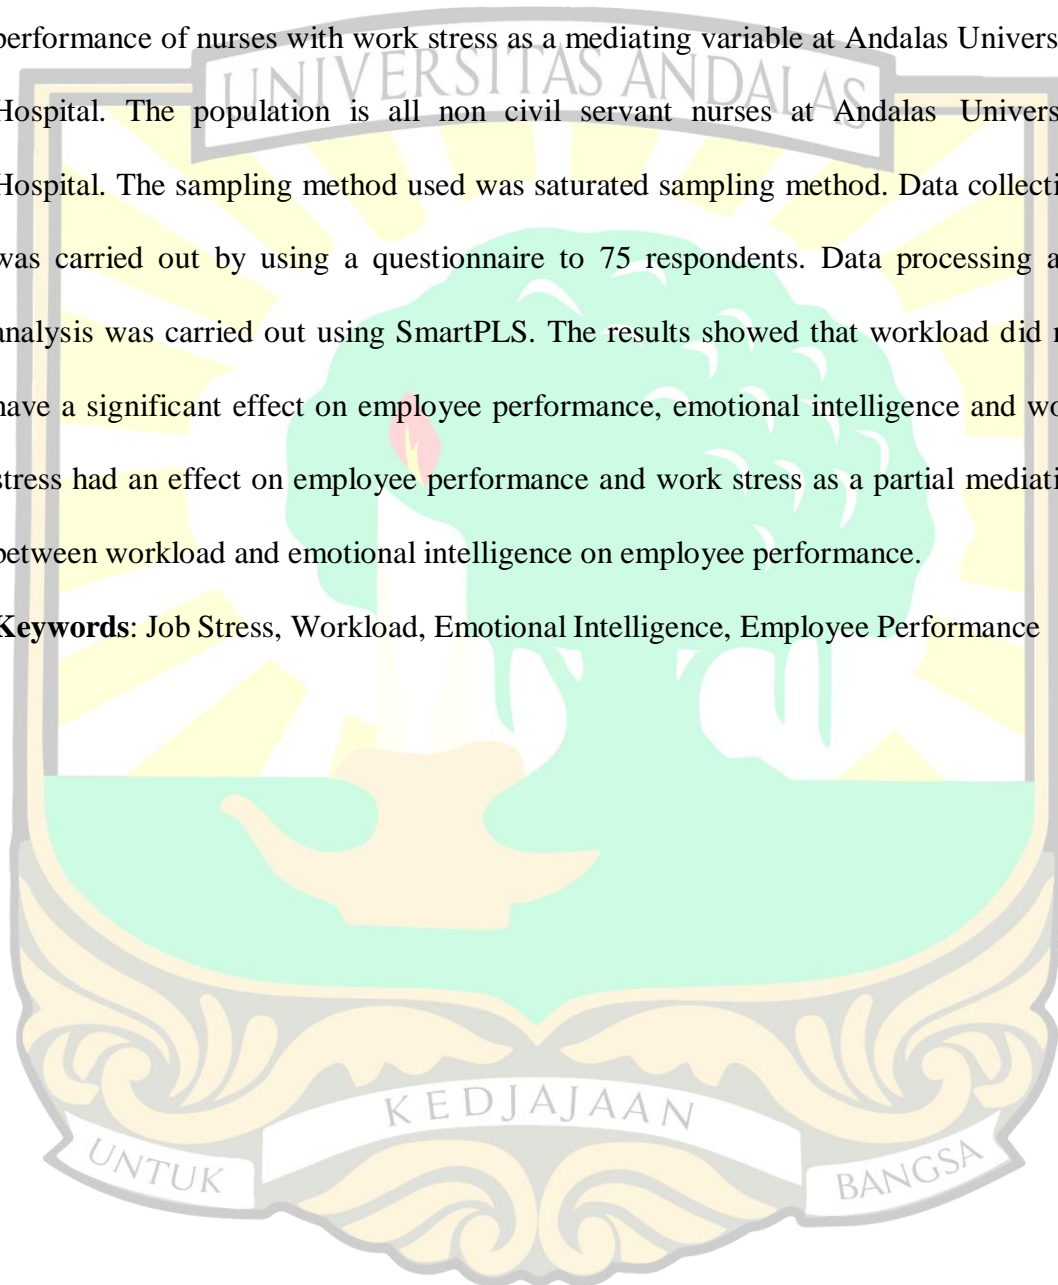 performance of nurses with work stress as a mediating variable at Andalas Univers
UNIVERSITAS ANDALAS
Hospital. The population is all non civil servant nurses at Andalas Univers
Hospital. The sampling method used was saturated sampling method. Data collecti
was carried out by using a questionnaire to 75 respondents. Data processing a
analysis was carried out using SmartPLS. The results showed that workload did
have a significant effect on employee performance, emotional intelligence and wo
stress had an effect on employee performance and work stress as a partial mediati
between workload and emotional intelligence on employee performance.
Keywords: Job Stress, Workload, Emotional Intelligence, Employee Performance
UNTUK KEDJAJAAN BANGSA